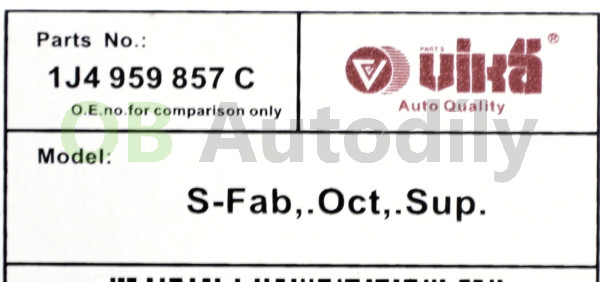 Parts No.:
1J4 959 857 C
O.E.no.for comparison only
PARTS
vika®
Auto Quality
OB Autodily
Model:
S-Fab,.Oct,.Sup.